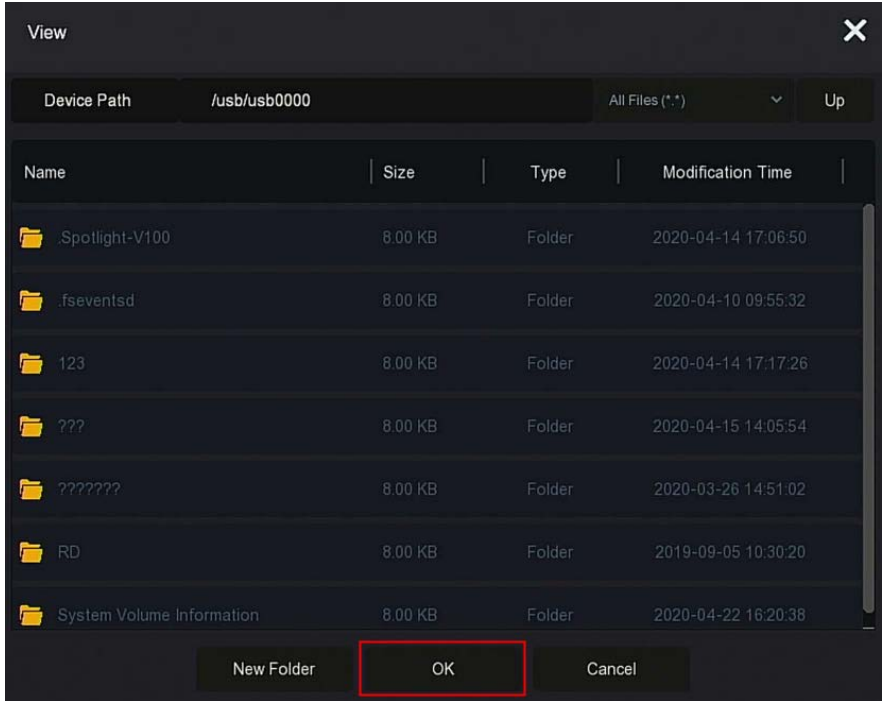 View
Device Path /usb/usb0000 All Files (*.*) Up
Name Size Type Modification Time
.Spotlight-V100 8.00 KB Folder 2020-04-14 17:06:50
.fseventsd 8.00 KB Folder 2020-04-10 09:55:32
123 8.00 KB Folder 2020-04-14 17:17:26
??? 8.00 KB Folder 2020-04-15 14:05:54
??????? 8.00 KB Folder 2020-03-26 14:51:02
RD 8.00 KB Folder 2019-09-05 10:30:20
System Volume Information 8.00 KB Folder 2020-04-22 16:20:38
New Folder OK Cancel